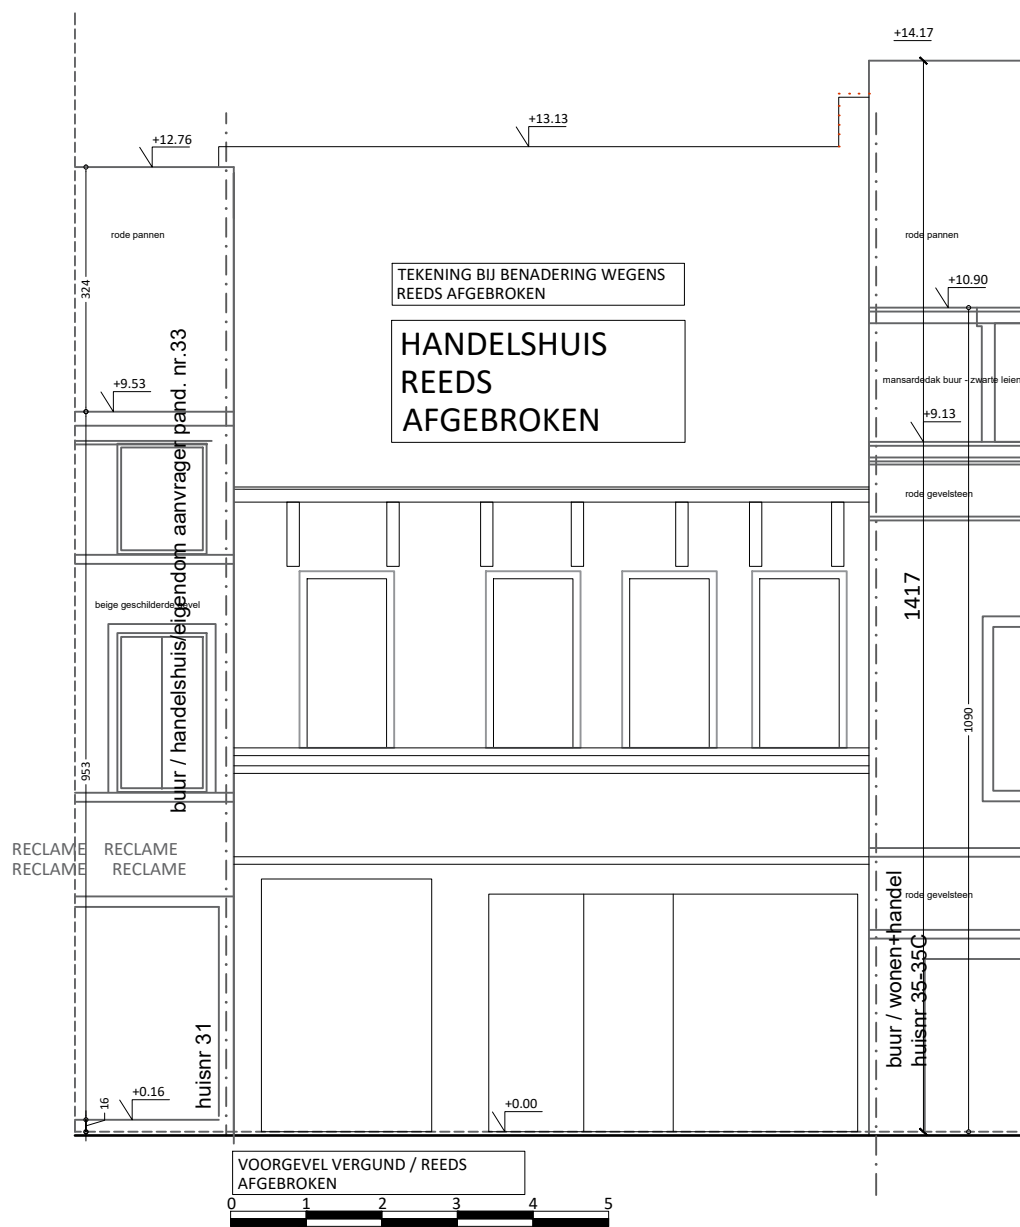 +14.17
+13.13
+12.76
rode pannen
rode pannen
TEKENING BIJ BENADERING WEGENS
REEDS AFGEBROKEN
324
+10.90
HANDELSHUIS
REEDS
AFGEBROKEN
buur / handelshuis/eigendom aanvrager pand. nr.33
+9.53
mansardedak buur - zwarte leien
+9.13
rode gevelsteen
beige geschilderde gevel
1417
1090
953
RECLAME RECLAME
RECLAME RECLAME
rode gevelsteen
buur / wonen+handel
huisnr 35-35C
huisnr 31
+0.16
16
+0.00
VOORGEVEL VERGUND / REEDS
AFGEBROKEN
0 1 2 3 4 5